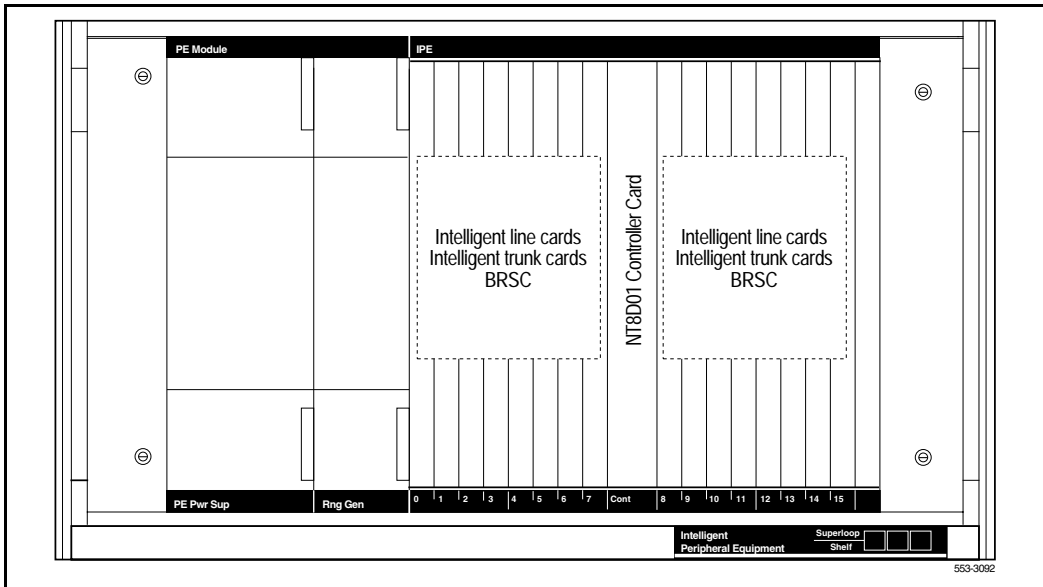 PE Module IPE
Intelligent line cards
Intelligent trunk cards
BRSC
NT8D01 Controller Card
Intelligent line cards
Intelligent trunk cards
BRSC
PE Pwr Sup Rng Gen 0 1 2 3 4 5 6 7 Cont 8 9 10 11 12 13 14 15
Intelligent
Peripheral Equipment
Superloop
Shelf
553-3092